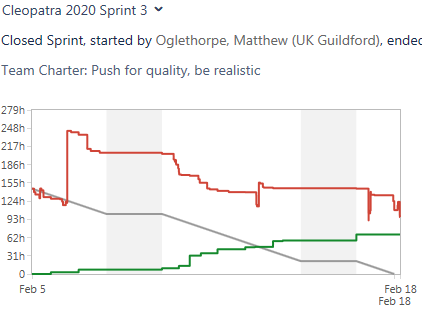 Cleopatra 2020 Sprint 3
Closed Sprint, started by Oglethorpe, Matthew (UK Guildford), ended
Team Charter: Push for quality, be realistic
279h
248h
217h
186h
155h
124h
93h
62h
31h
0
Feb 5
Feb 18
Feb 18